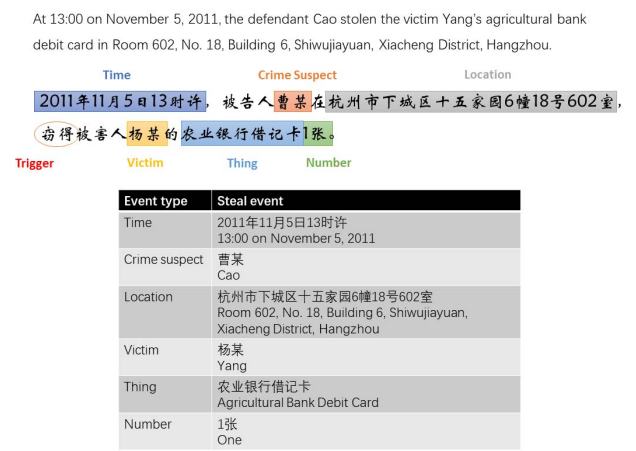 At 13:00 on November 5, 2011, the defendant Cao stolen the victim Yang's agricultural bank
debit card in Room 602, No. 18, Building 6, Shiwujiayuan, Xiacheng District, Hangzhou.
Time Crime Suspect Location
2011年11月5日13时许，被告人曹某在杭州市下城区十五家园6幢18号602室，
窃得被害人杨某的农业银行借记卡1张。
Trigger Victim Thing Number
Event type Steal event
Time 2011年11月5日13时许
13:00 on November 5, 2011
Crime suspect 曹某
Cao
Location 杭州市下城区十五家园6幢18号602室
Room 602, No. 18, Building 6, Shiwujiayuan,
Xiacheng District, Hangzhou
Victim 杨某
Yang
Thing 农业银行借记卡
Agricultural Bank Debit Card
Number 1张
One